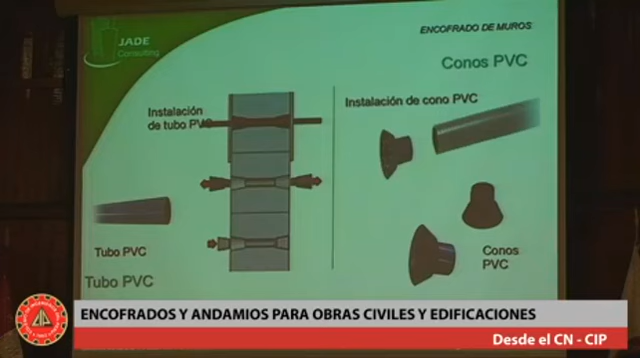 JADE
Consulting
ENCOFRADO DE MUROS
Conos PVC
Instalación
de tubo PVC
Instalación de cono PVC
Tubo PVC
Conos
PVC
Tubo PVC
ENCOFRADOS Y ANDAMIOS PARA OBRAS CIVILES Y EDIFICACIONES
Desde el CN - CIP